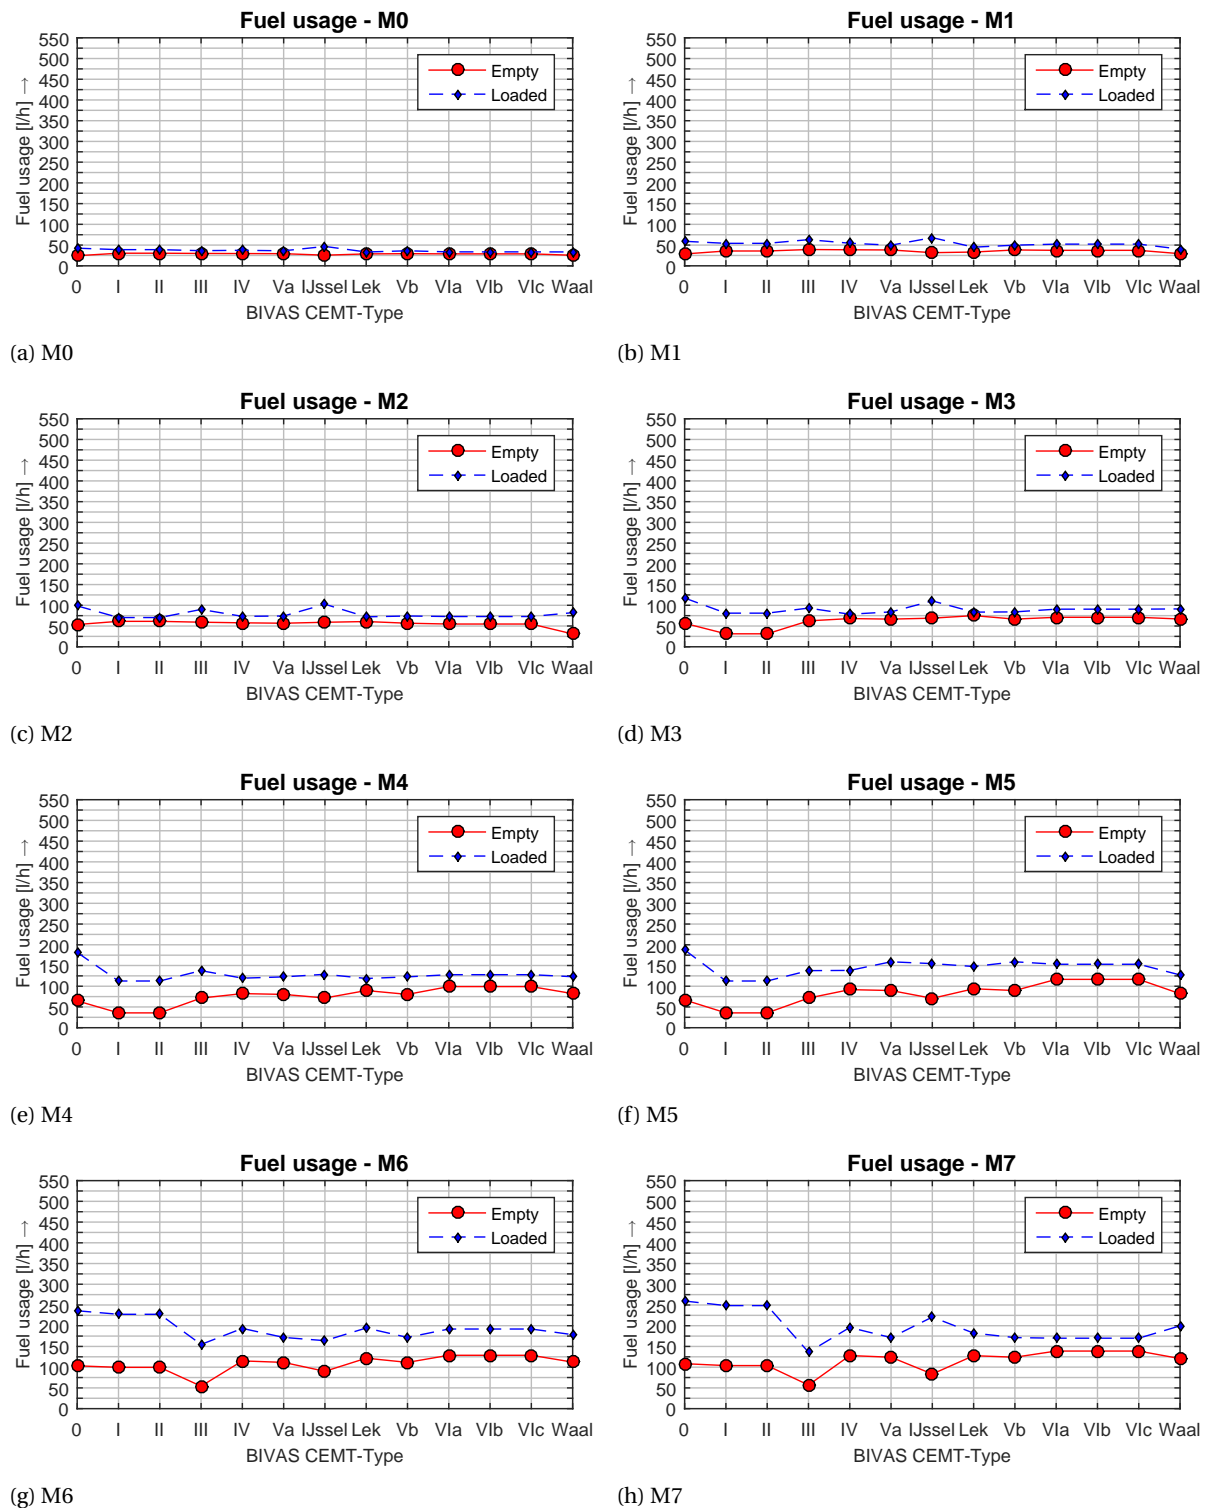 Fuel usage - M0
550
500
450
400
350
300
250
200
150
100
50
0
Fuel usage [l/h] →
Empty
Loaded
0 I II III IV Va IJssel Lek Vb VIa VIb VIc Waal
BIVAS CEMT-Type
(a) M0
Fuel usage - M1
550
500
450
400
350
300
250
200
150
100
50
0
Fuel usage [l/h] →
Empty
Loaded
0 I II III IV Va IJssel Lek Vb VIa VIb VIc Waal
BIVAS CEMT-Type
(b) M1
Fuel usage - M2
550
500
450
400
350
300
250
200
150
100
50
0
Fuel usage [l/h] →
Empty
Loaded
0 I II III IV Va IJssel Lek Vb VIa VIb VIc Waal
BIVAS CEMT-Type
(c) M2
Fuel usage - M3
550
500
450
400
350
300
250
200
150
100
50
0
Fuel usage [l/h] →
Empty
Loaded
0 I II III IV Va IJssel Lek Vb VIa VIb VIc Waal
BIVAS CEMT-Type
(d) M3
Fuel usage - M4
550
500
450
400
350
300
250
200
150
100
50
0
Fuel usage [l/h] →
Empty
Loaded
0 I II III IV Va IJssel Lek Vb VIa VIb VIc Waal
BIVAS CEMT-Type
(e) M4
Fuel usage - M5
550
500
450
400
350
300
250
200
150
100
50
0
Fuel usage [l/h] →
Empty
Loaded
0 I II III IV Va IJssel Lek Vb VIa VIb VIc Waal
BIVAS CEMT-Type
(f) M5
Fuel usage - M6
550
500
450
400
350
300
250
200
150
100
50
0
Fuel usage [l/h] →
Empty
Loaded
0 I II III IV Va IJssel Lek Vb VIa VIb VIc Waal
BIVAS CEMT-Type
(g) M6
Fuel usage - M7
550
500
450
400
350
300
250
200
150
100
50
0
Fuel usage [l/h] →
Empty
Loaded
0 I II III IV Va IJssel Lek Vb VIa VIb VIc Waal
BIVAS CEMT-Type
(h) M7